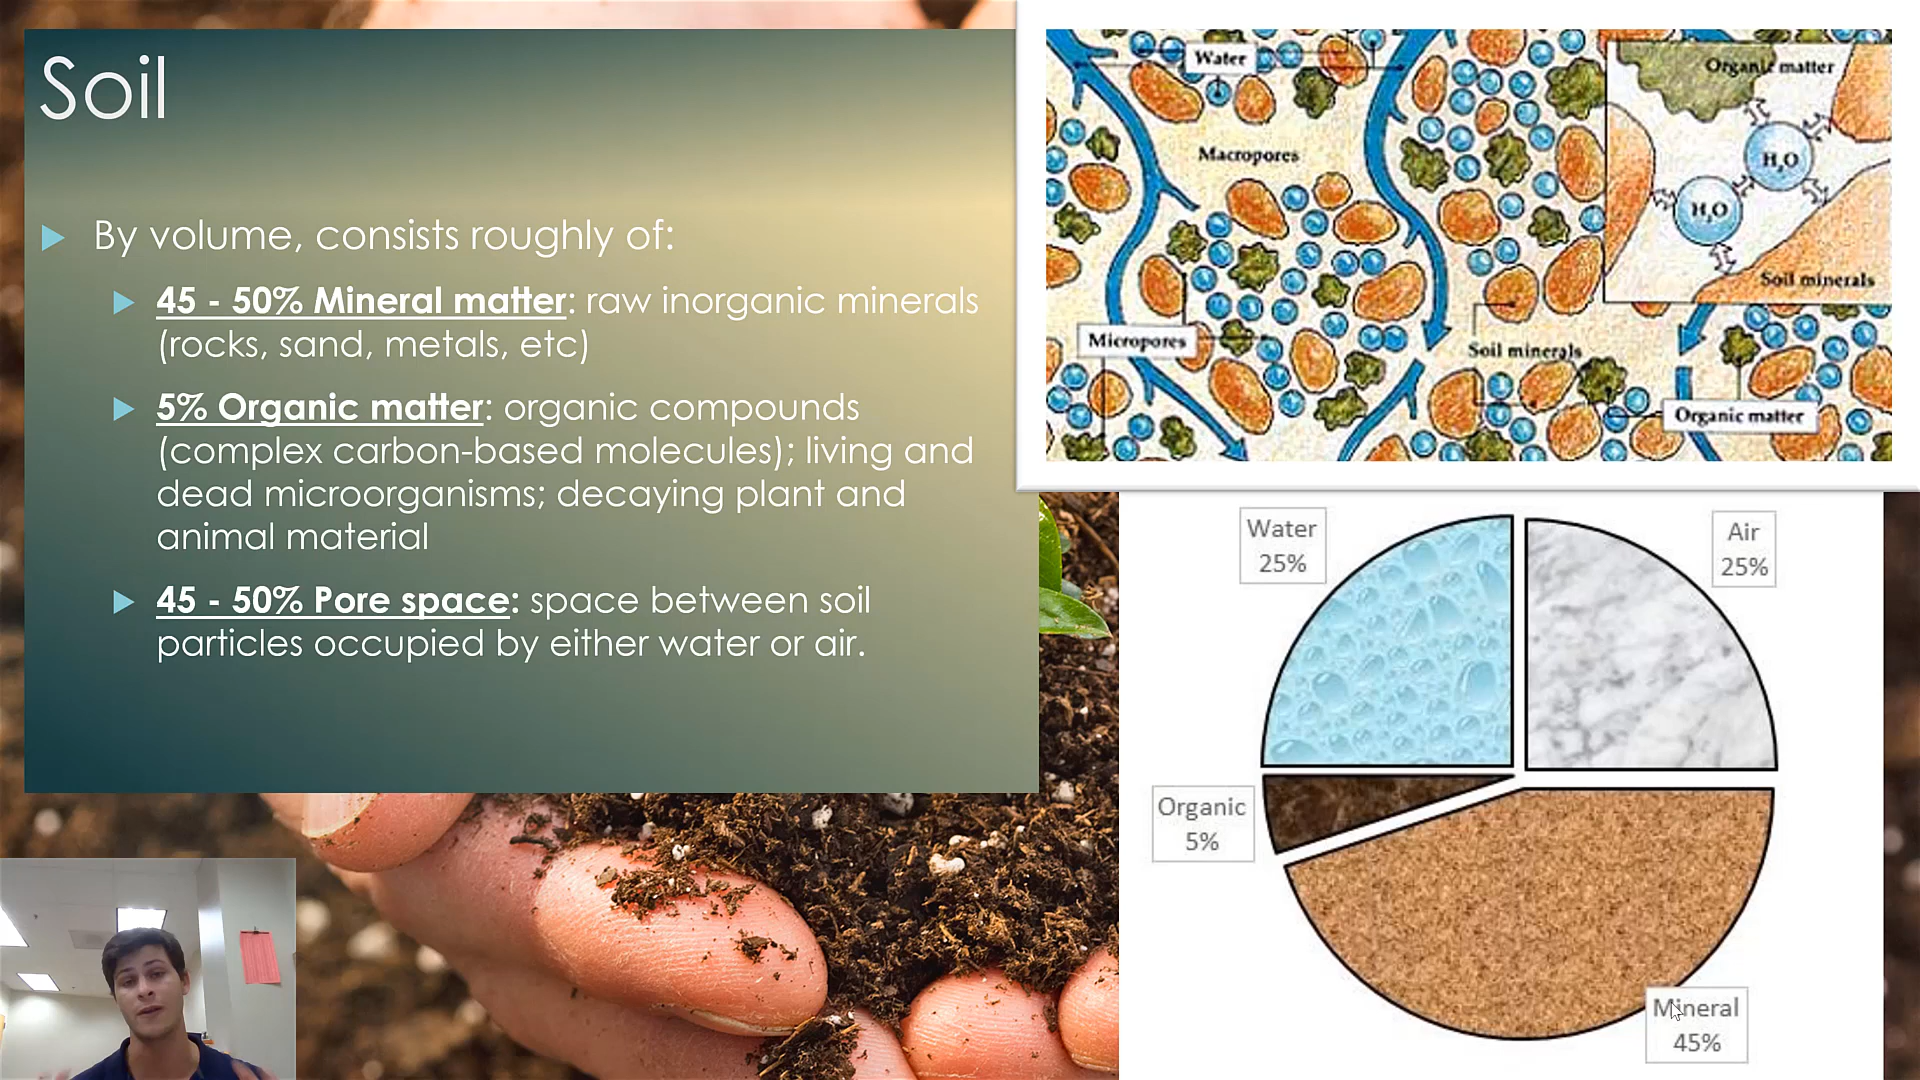 Soil
By volume, consists roughly of:
45 - 50% Mineral matter: raw inorganic minerals
(rocks, sand, metals, etc)
5% Organic matter: organic compounds
(complex carbon-based molecules); living and
dead microorganisms; decaying plant and
animal material
45 - 50% Pore space: space between soil
particles occupied by either water or air.
Water
Organic matter
Macropores
H₂O
H₂O
Soil minerals
Micropores
Soil minerals
Organic matter
Water
25%
Air
25%
Organic
5%
Mineral
45%